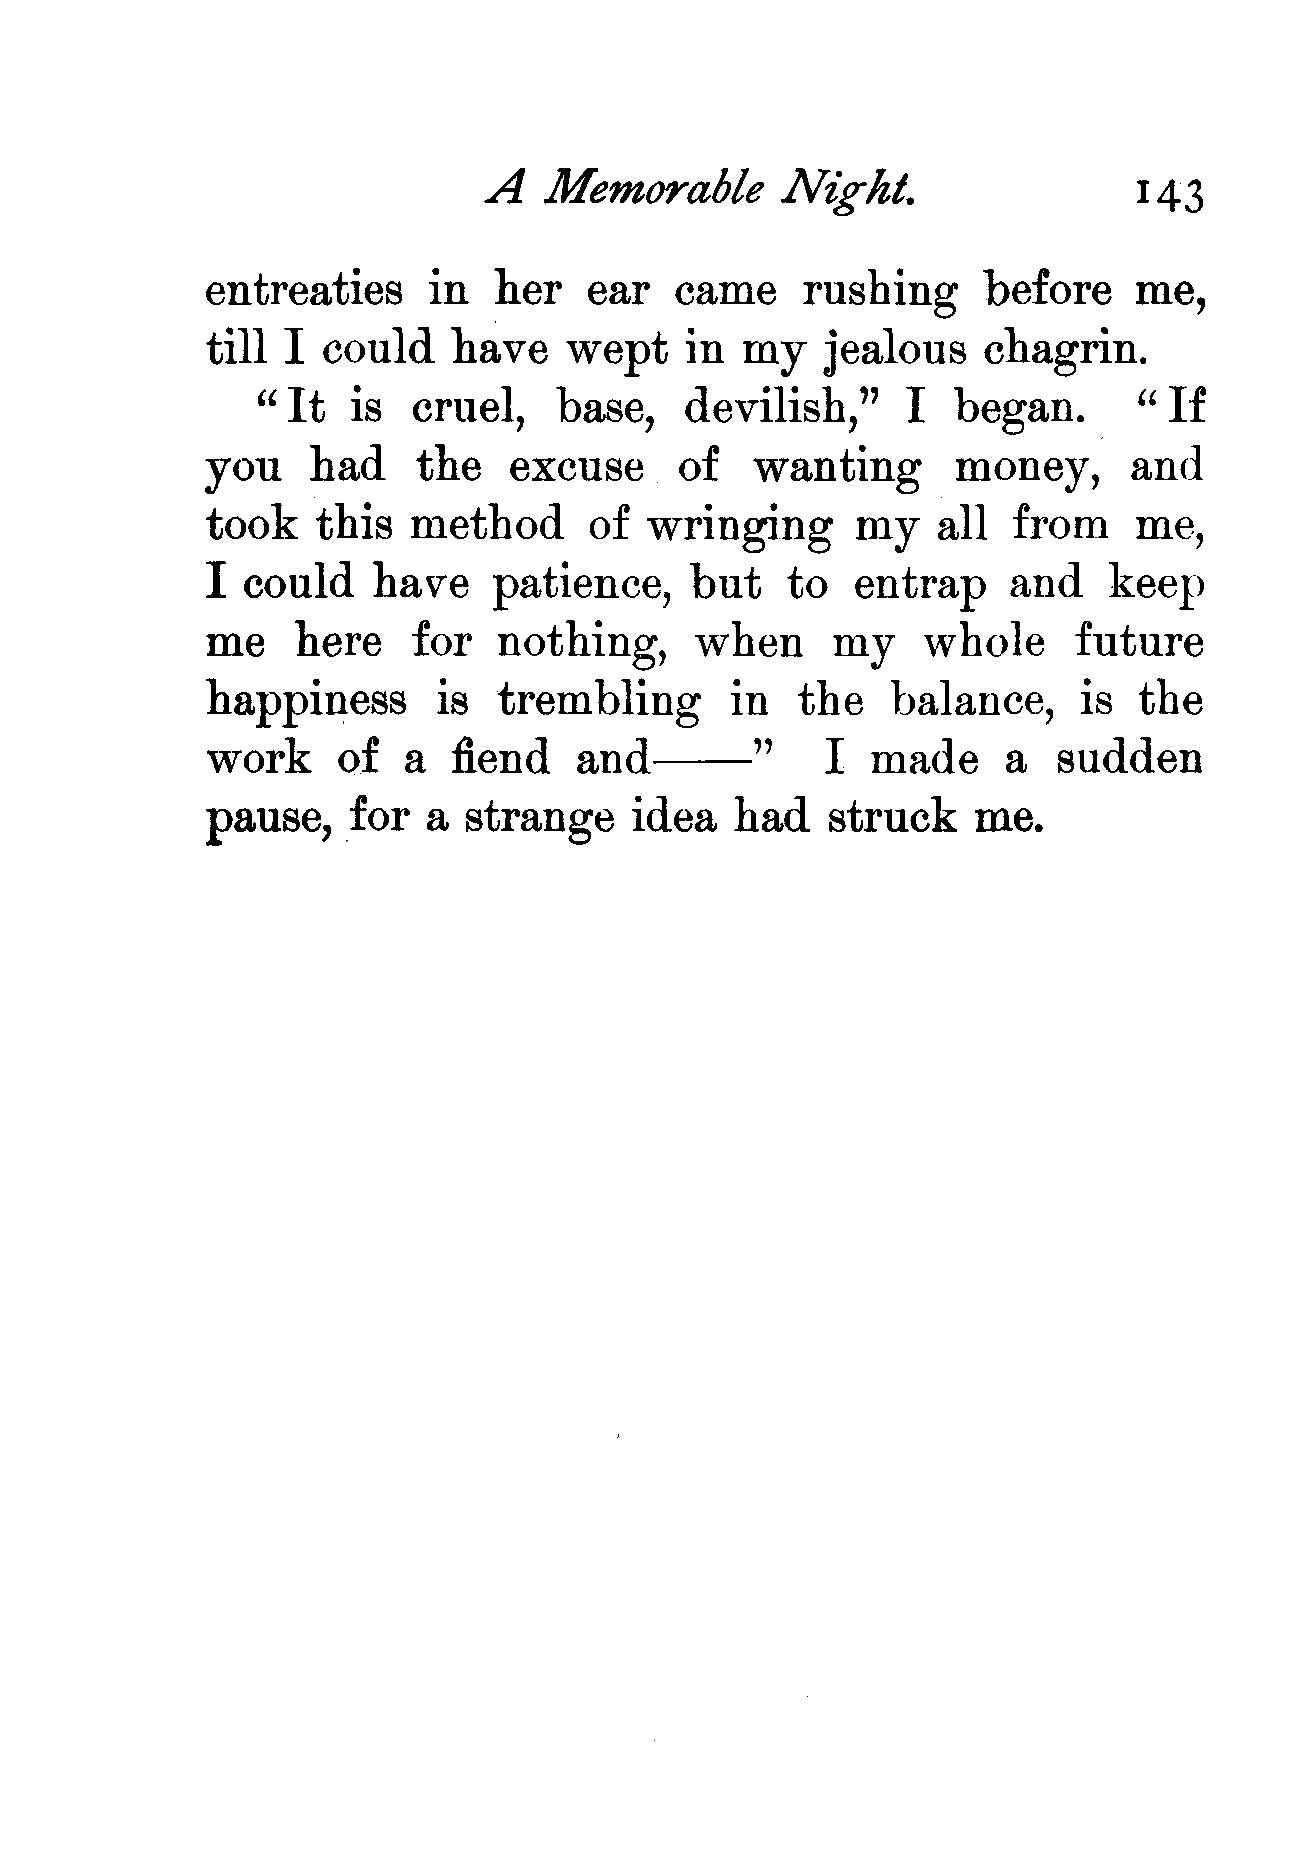 A Memorable Night. 143
entreaties in her ear came rushing before me,
till I could have wept in my jealous chagrin.
“It is cruel, base, devilish,” I began. “If
you had the excuse of wanting money, and
took this method of wringing my all from me,
I could have patience, but to entrap and keep
me here for nothing, when my whole future
happiness is trembling in the balance, is the
work of a fiend and——” I made a sudden
pause, for a strange idea had struck me.